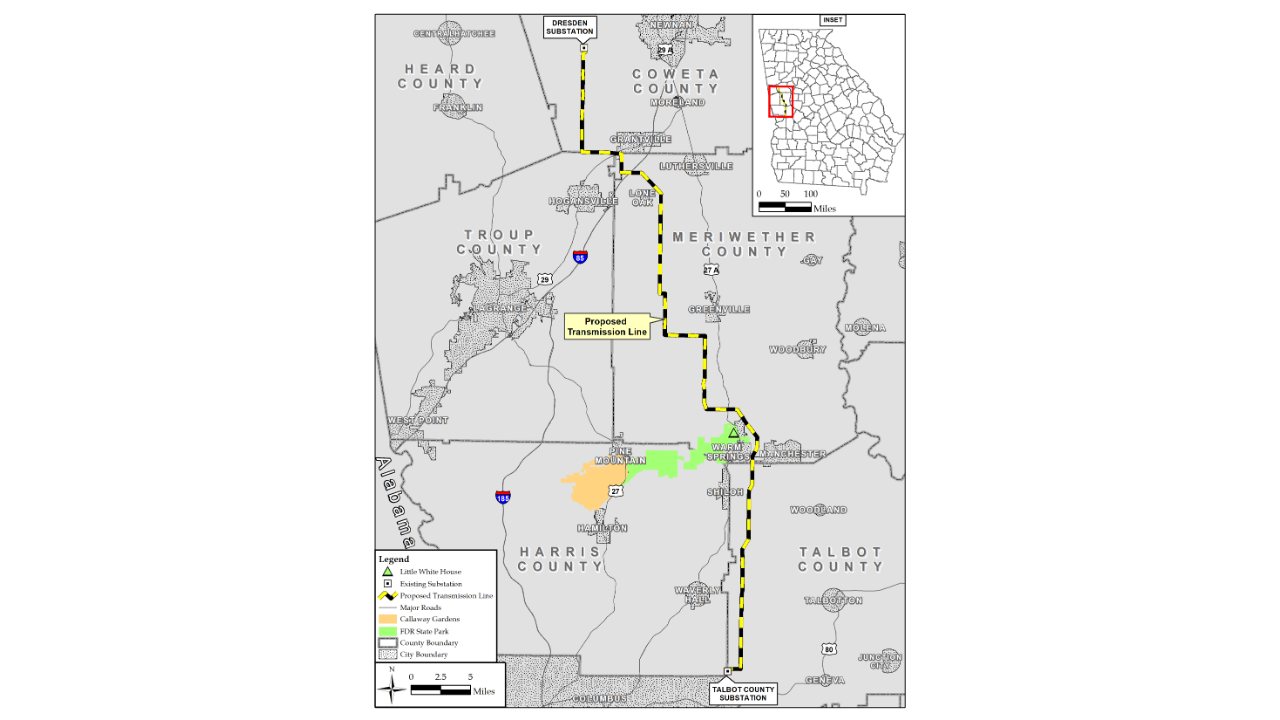 DRESDEN
SUBSTATION
NEWNAN
INSET
CENTRALHATCHEE
29 A
HEARD
COUNTY
COWETA
COUNTY
MORELAND
FRANKLIN
GRANTVILLE
LUTHERSVILLE
LONE
OAK
HOGANSVILLE
0 50 100
Miles
TROUP
COUNTY
MERIWETHER
COUNTY
85
GAY
27 A
29
LAGRANGE
GREENVILLE
Proposed
Transmission Line
MOLENA
WOODBURY
WEST POINT
PINE
MOUNTAIN
WARM
SPRINGS
MANCHESTER
Alabama
185
27
SHILOH
WOODLAND
HAMILTON
HARRIS
COUNTY
TALBOT
COUNTY
WAVERLY
HALL
TALBOTTON
80
JUNCTION
CITY
GENEVA
COLUMBUS
TALBOT COUNTY
SUBSTATION
Legend
Little White House
Existing Substation
Proposed Transmission Line
Major Roads
Callaway Gardens
FDR State Park
County Boundary
City Boundary
N
0 2.5 5
Miles